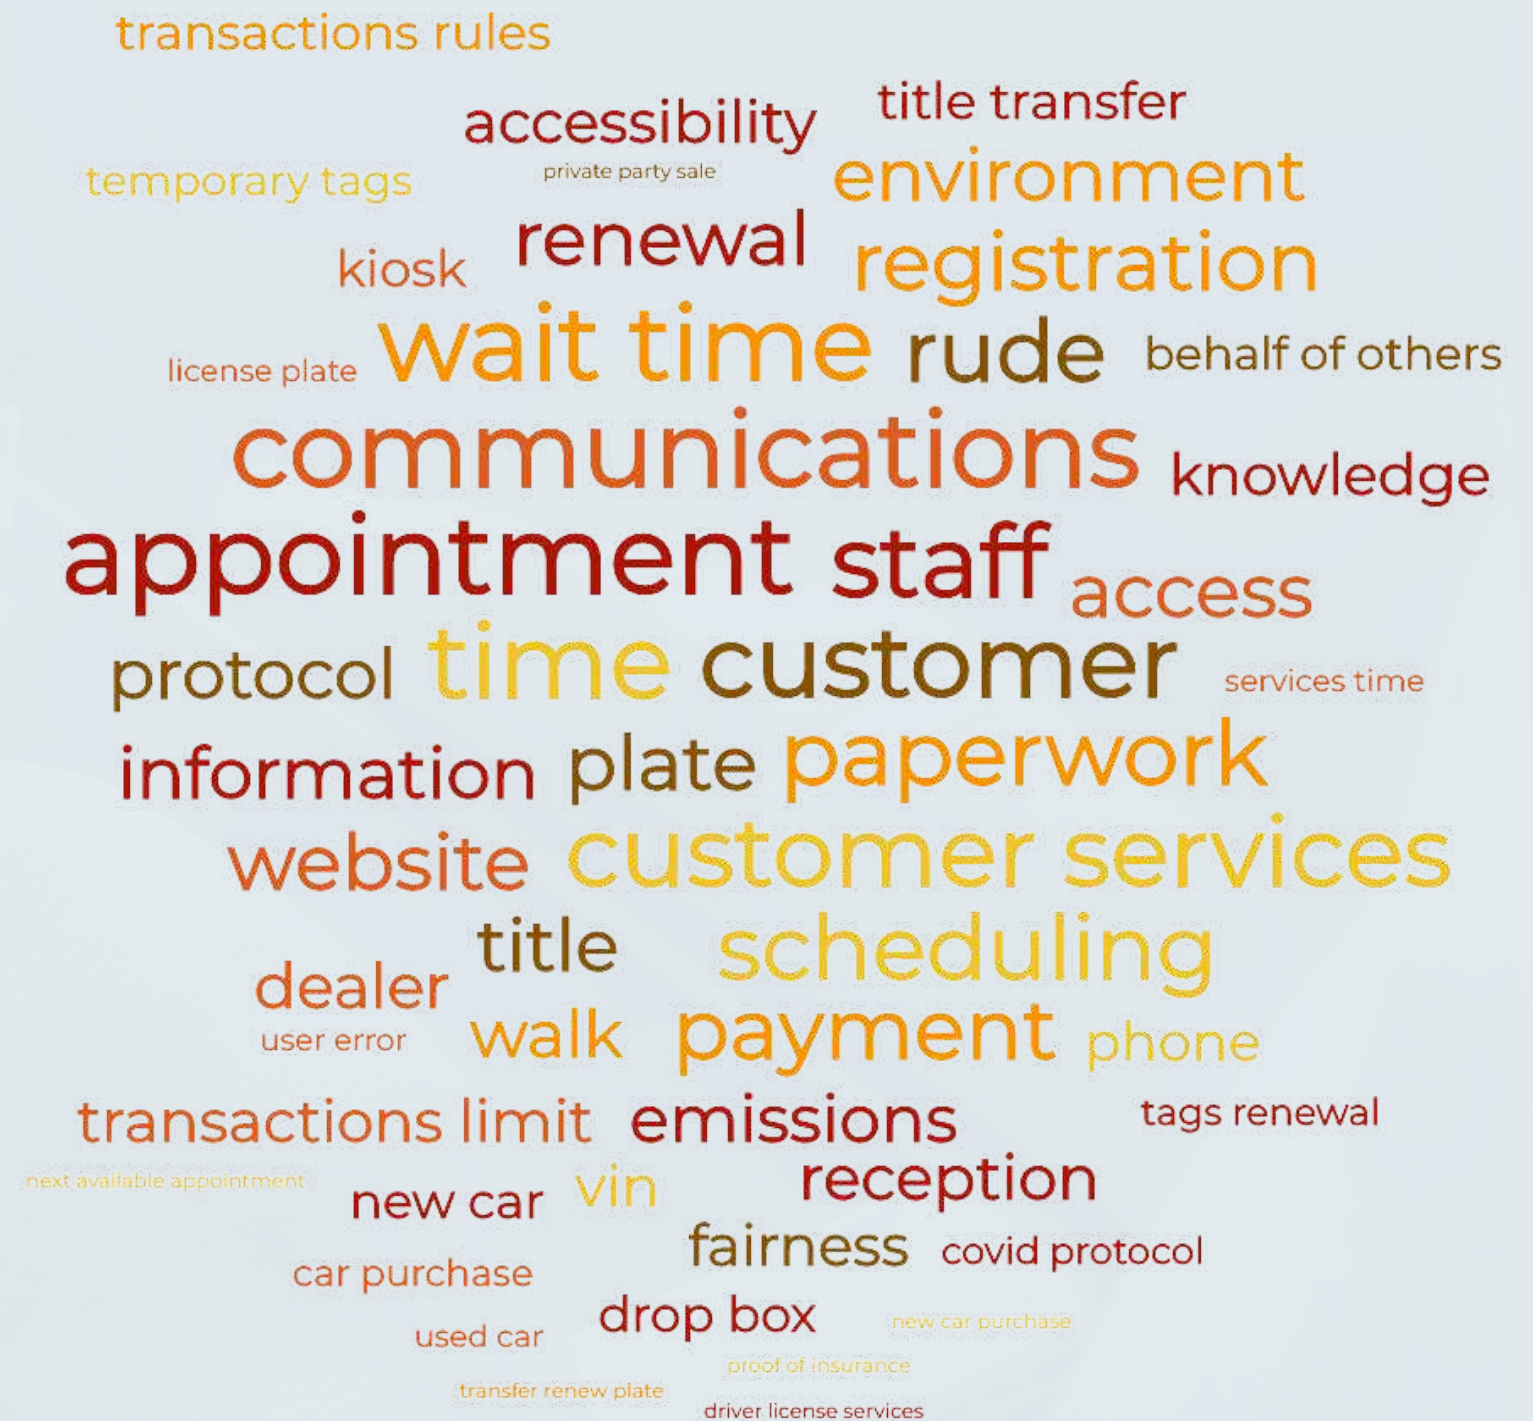 transactions rules
accessibility title transfer
temporary tags private party sale environment
kiosk renewal registration
license plate wait time rude behalf of others
communications knowledge
appointment staff access
protocol time customer services time
information plate paperwork
website customer services
title scheduling
dealer
user error walk payment phone
transactions limit emissions tags renewal
next available appointment new car vin reception
fairness covid protocol
car purchase
drop box new car purchase
used car
proof of insurance
transfer renew plate
driver license services